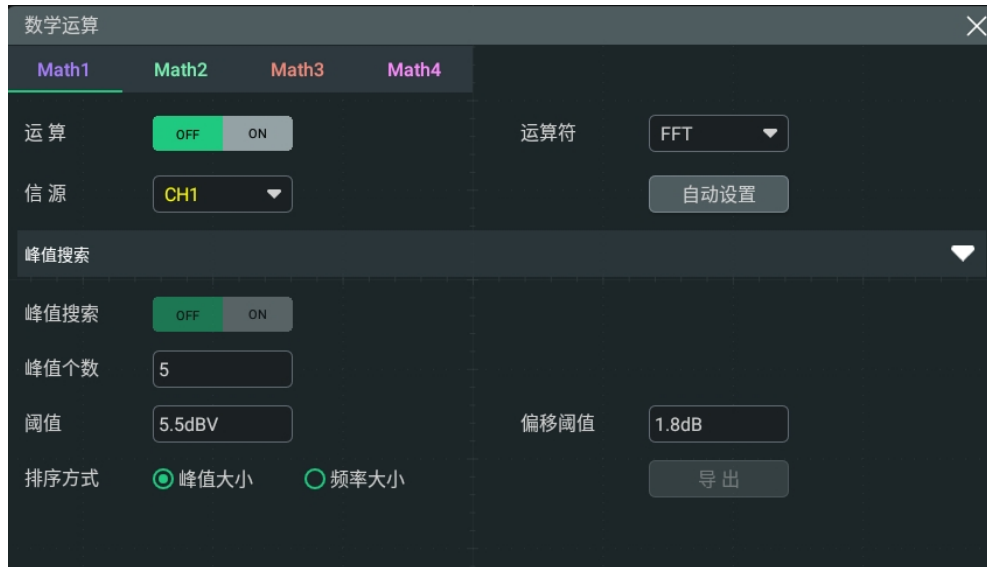 数学运算
Math1 Math2 Math3 Math4
运算 OFF ON 运算符 FFT
信源 CH1 自动设置
峰值搜索
峰值搜索 OFF ON
峰值个数 5
阈值 5.5dBV 偏移阈值 1.8dB
排序方式 峰值大小 频率大小 导出